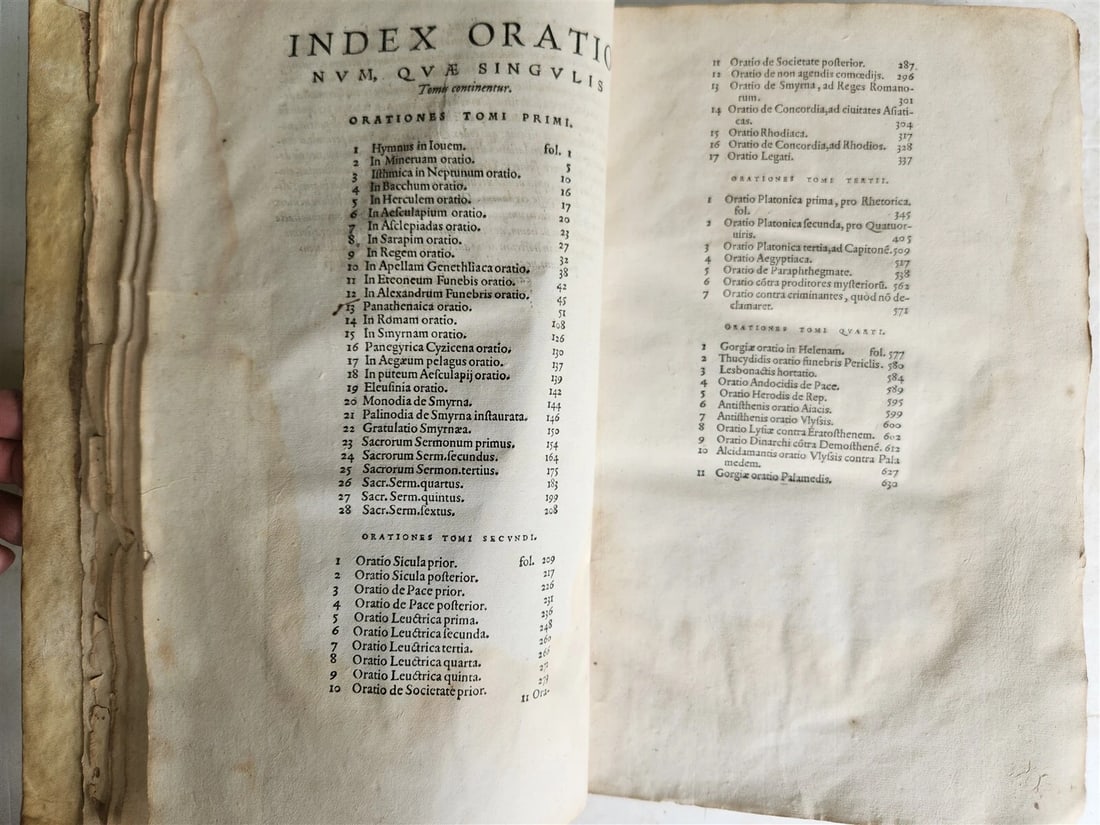 INDEX ORATIO
NVM, QVÆ SINGVLIS
Tomis continentur.
ORATIONES TOMI PRIMI.
1 Hymnus in Iouem. fol. 1
2 In Mineruam oratio. 5
3 Isthmica in Neptunum oratio. 10
4 In Bacchum oratio. 16
5 In Herculem oratio. 17
6 In Aesculapium oratio. 20
7 In Asclepiadas oratio. 23
8 In Sarapim oratio. 27
9 In Regem oratio. 32
10 In Apellam Genethliaca oratio. 38
11 In Eteoneum Funebis oratio. 42
12 In Alexandrum Funebris oratio. 45
13 Panathenaica oratio. 51
14 In Romam oratio. 108
15 In Smyrnam oratio. 126
16 Panegyrica Cyzicena oratio. 130
17 In Aegæum pelagus oratio. 137
18 In puteum Aesculapij oratio. 139
19 Eleusinia oratio. 142
20 Monodia de Smyrna. 144
21 Palinodia de Smyrna instaurata. 146
22 Gratulatio Smyrnæa. 150
23 Sacrorum Sermonum primus. 154
24 Sacorum Serm. secundus. 164
25 Sacrorum Sermon. tertius. 175
26 Sac. Serm. quartus. 183
27 Sacr. Serm. quintus. 199
28 Sac. Serm. sextus. 208
ORATIONES TOMI SECVNDI.
1 Oratio Sicula prior. fol. 209
2 Oratio Sicula posterior. 217
3 Oratio de Pace prior. 226
4 Oratio de Pace posterior. 231
5 Oratio Leuctrica prima. 236
6 Oratio Leuctrica secunda. 248
7 Oratio Leuctrica tertia. 260
8 Oratio Leuctrica quarta. 266
9 Oratio Leuctrica quinta.
10 Oratio de Societate prior.
11 Ora-
11 Oratio de Societate posterior. 287.
12 Oratio de non agendis comœdijs. 296
13 Oratio de Smyrna, ad Reges Romano-
rum. 301
14 Oratio de Concordia, ad ciuitates Asiati-
cas. 304
15 Oratio Rhodiaca. 317
16 Oratio de Concordia, ad Rhodios. 328
17 Oratio Legati. 337
ORATIONES TOMI TERTII.
1 Oratio Platonica prima, pro Rhetorica.
fol. 345
2 Oratio Platonica secunda, pro Quatuor-
uiris. 405
3 Oratio Platonica tertia, ad Capitonē. 509
4 Oratio Aegyptiaca. 527
5 Oratio de Paraphthegmate. 538
6 Oratio cōtra proditores mysteriorū. 562
7 Oratio contra criminantes, quòd nō de-
clamaret. 571
ORATIONES TOMI QVARTI.
1 Gorgiæ oratio in Helenam. fol. 577
2 Thucydidis oratio funebris Periclis. 580
3 Lesbonactis hortatio. 584
4 Oratio Andocidis de Pace. 589
5 Oratio Herodis de Rep. 595
6 Antisthenis oratio Aiacis. 599
7 Antisthenis oratio Vlyssis. 600
8 Oratio Lysiæ contra Eratosthenem. 602
9 Oratio Dinarchi cōtra Demosthenē. 612
10 Alcidamantis oratio Vlyssis contra Pala
medem. 627
11 Gorgiæ oratio Palamedis. 630